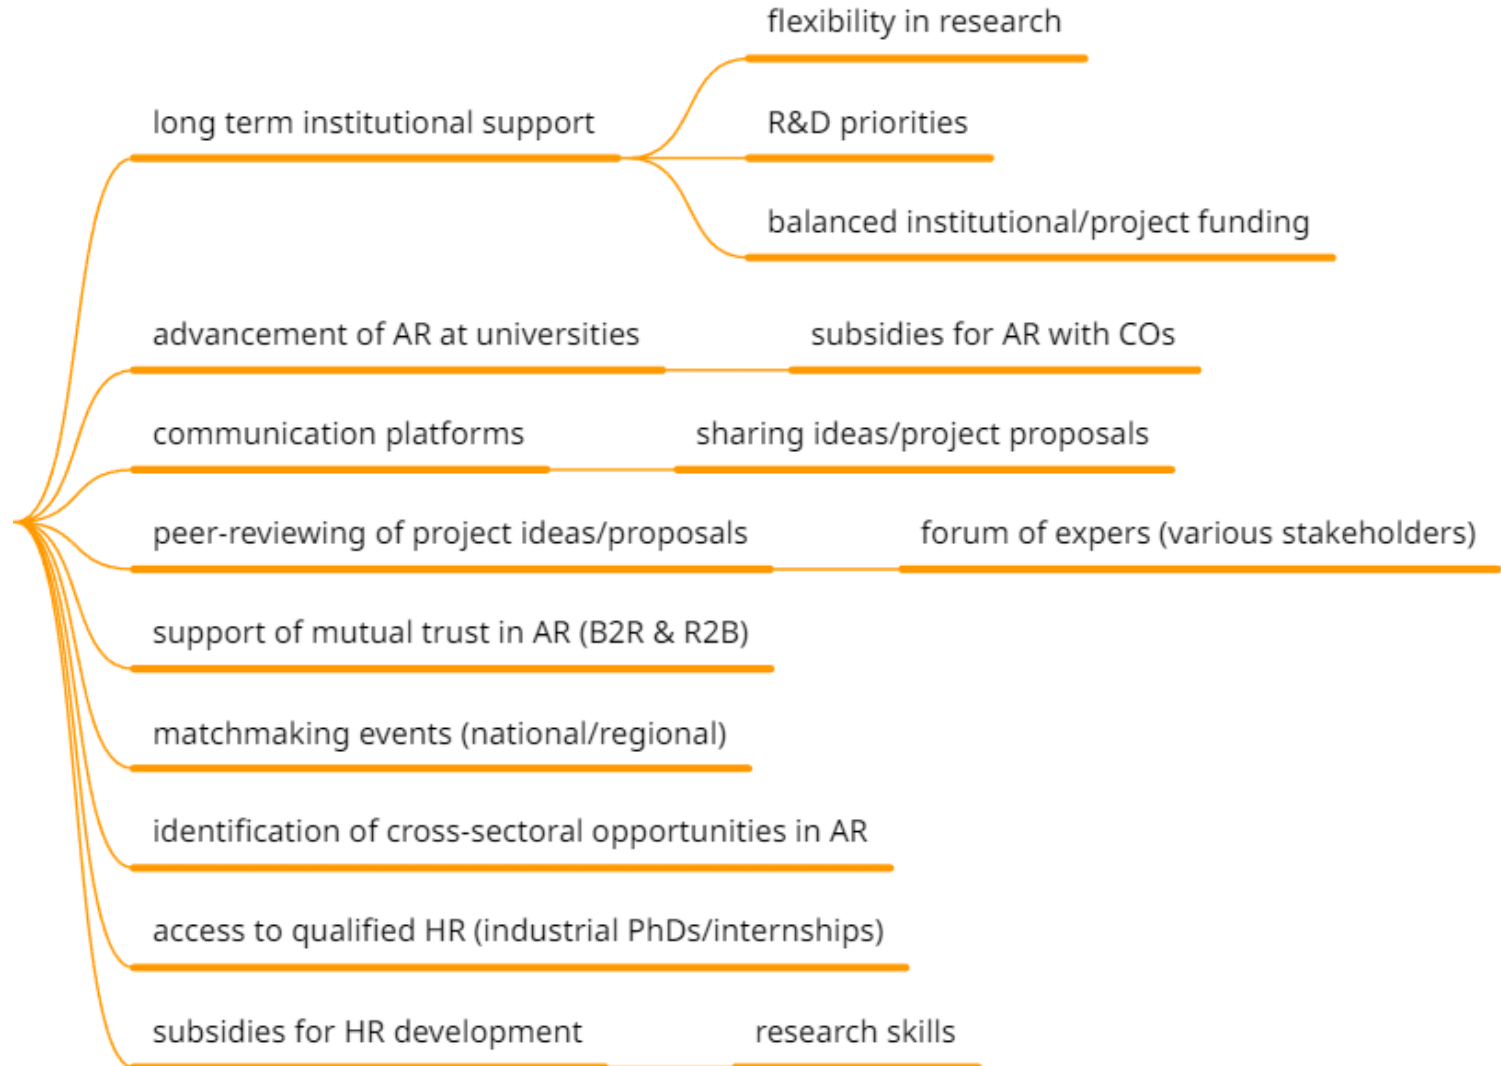 flexibility in research
long term institutional support
R&D priorities
balanced institutional/project funding
advancement of AR at universities
subsidies for AR with COs
communication platforms
sharing ideas/project proposals
peer-reviewing of project ideas/proposals
forum of expers (various stakeholders)
support of mutual trust in AR (B2R & R2B)
matchmaking events (national/regional)
identification of cross-sectoral opportunities in AR
access to qualified HR (industrial PhDs/internships)
subsidies for HR development
research skills